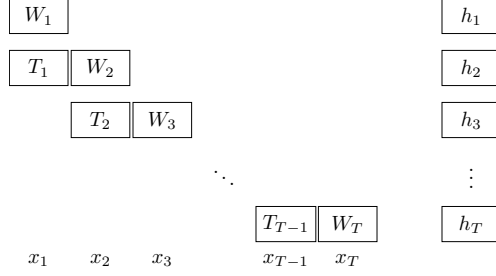 W_1 h_1
T_1 W_2 h_2
T_2 W_3 h_3
⋱ ⋮
T_{T-1} W_T h_T
x_1 x_2 x_3 x_{T-1} x_T